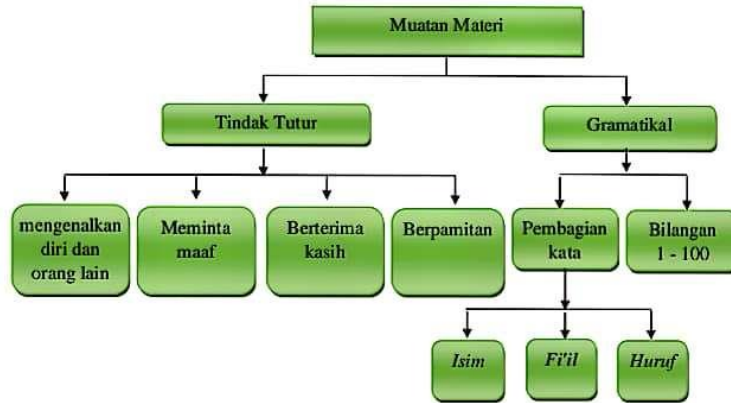 Muatan Materi
Tindak Tutur
Gramatikal
mengenalkan
diri dan
orang lain
Meminta
maaf
Berterima
kasih
Berpamitan
Pembagian
kata
Bilangan
1 - 100
Isim
Fi'il
Huruf